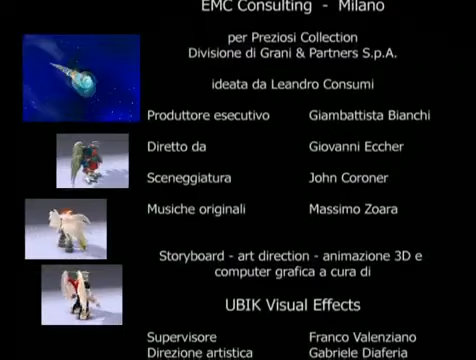 EMC Consulting - Milano
per Preziosi Collection
Divisione di Grani & Partners S.p.A.
ideata da Leandro Consumi
Produttore esecutivo Giambattista Bianchi
Diretto da Giovanni Eccher
Sceneggiatura John Coroner
Musiche originali Massimo Zoara
Storyboard - art direction - animazione 3D e
computer grafica a cura di
UBIK Visual Effects
Supervisore Franco Valenziano
Direzione artistica Gabriele Diaferia